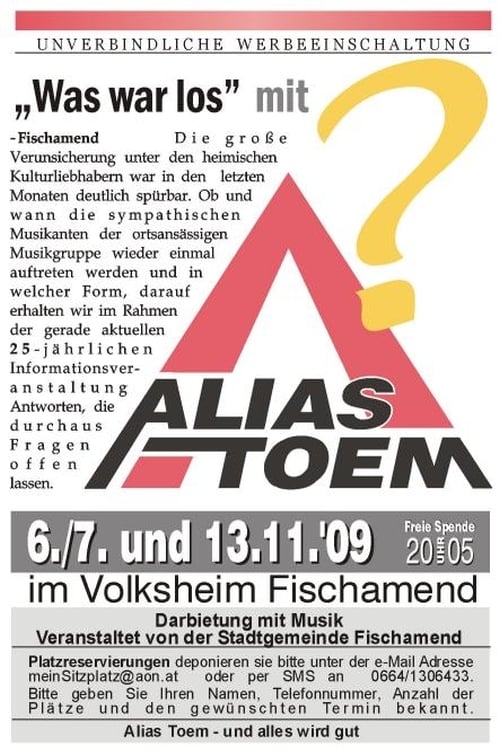 UNVERBINDLICHE WERBEEINSCHALTUNG
„Was war los” mit
?
-Fischamend Die große
Verunsicherung unter den heimischen
Kulturliebhabern war in den letzten
Monaten deutlich spürbar. Ob und
wann die sympathischen
Musikanten der ortsansässigen
Musikgruppe wieder einmal
auftreten werden und in
welcher Form, darauf
erhalten wir im Rahmen
der gerade aktuellen
25-jährlichen
Informationsver-
anstaltung
Antworten, die
durchaus
Fragen
offen
lassen.
ALIAS
TOEM
6./7. und 13.11.'09
Freie Spende
20 UHR 05
im Volksheim Fischamend
Darbietung mit Musik
Veranstaltet von der Stadtgemeinde Fischamend
Platzreservierungen deponieren sie bitte unter der e-Mail Adresse
meinSitzplatz@aon.at oder per SMS an 0664/1306433.
Bitte geben Sie Ihren Namen, Telefonnummer, Anzahl der
Plätze und den gewünschten Termin bekannt.
Alias Toem - und alles wird gut